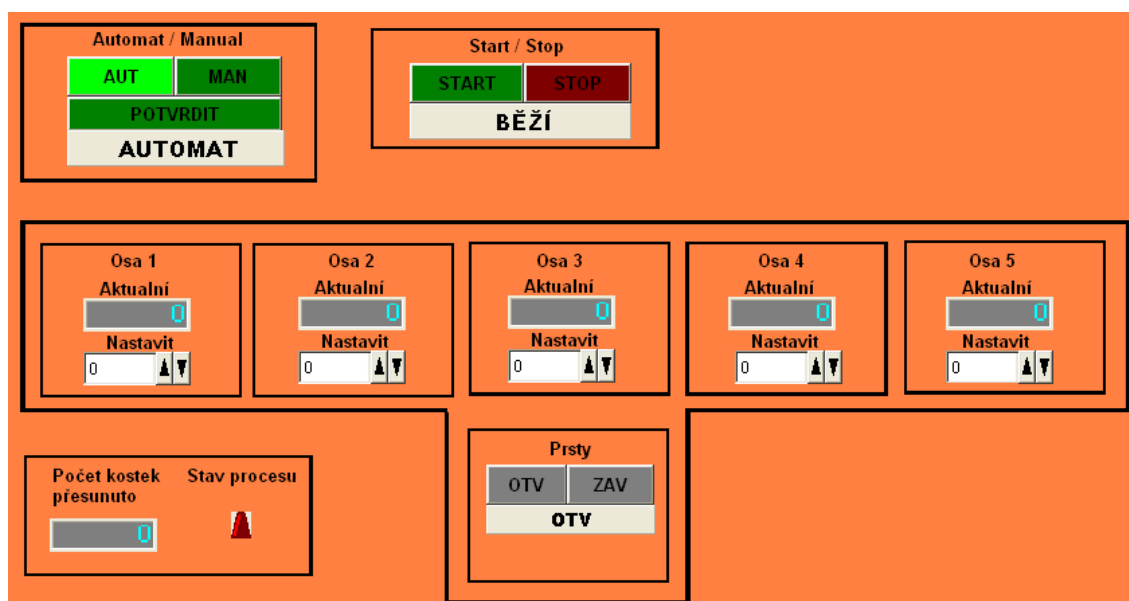 Automat / Manual
AUT MAN
POTVRDIT
AUTOMAT
Start / Stop
START STOP
BĚŽÍ
Osa 1
Aktualní
0
Nastavit
0
Osa 2
Aktualní
0
Nastavit
0
Osa 3
Aktualní
0
Nastavit
0
Osa 4
Aktualní
0
Nastavit
0
Osa 5
Aktualní
0
Nastavit
0
Počet kostek
přesunuto
0
Stav procesu
Prsty
OTV ZAV
OTV